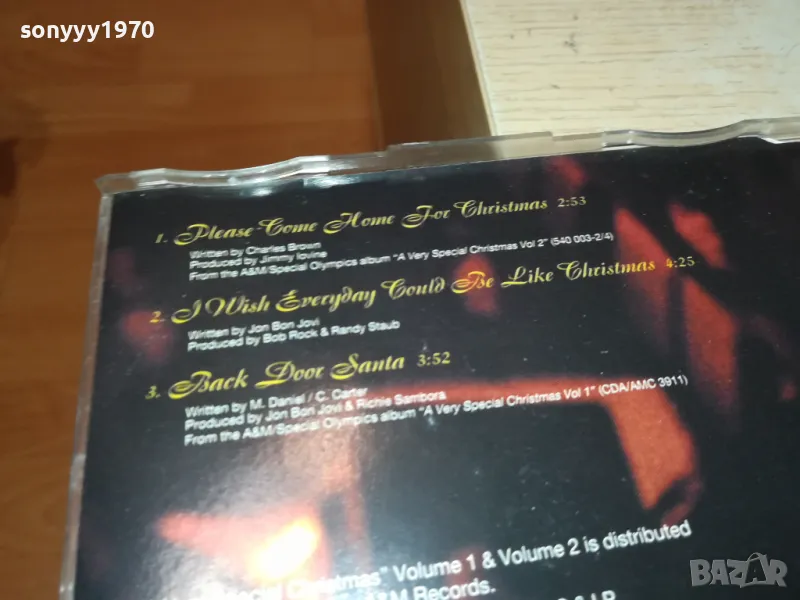 sonyyy1970
1. Please Come Home For Christmas 2:53
Written by Charles Brown
Produced by Jimmy Iovine
From the A&M/Special Olympics album "A Very Special Christmas Vol 2" (540 003-2/4)
2. I Wish Everyday Could Be Like Christmas 4:25
Written by Jon Bon Jovi
Produced by Bob Rock & Randy Staub
3. Back Door Santa 3:52
Written by M. Daniel / C. Carter
Produced by Jon Bon Jovi & Richie Sambora
From the A&M/Special Olympics album "A Very Special Christmas Vol 1" (CDA/AMC 3911)
Special Christmas" Volume 1 & Volume 2 is distributed
A&M Records.
BAZAR